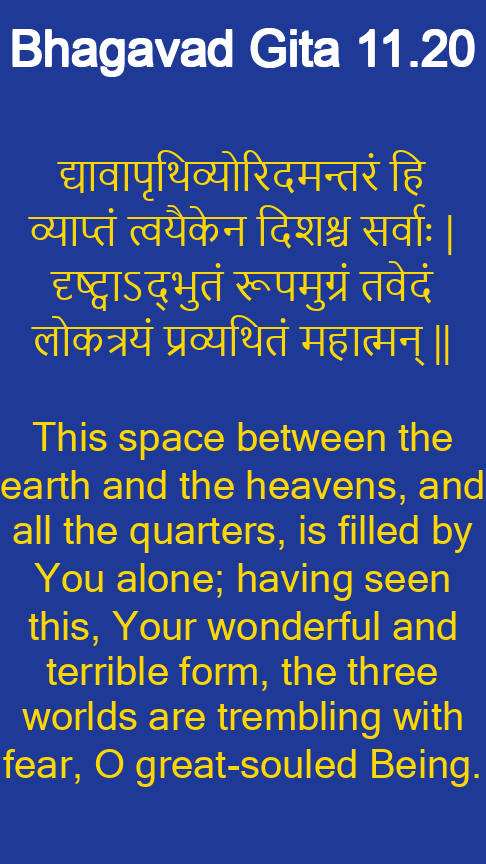 Bhagavad Gita 11.20
द्यावापृथिव्योरिदमन्तरं हि
व्याप्तं त्वयैकेन दिशश्च सर्वाः |
दृष्ट्वाऽद्भुतं रूपमुग्रं तवेदं
लोकत्रयं प्रव्यथितं महात्मन् ||
This space between the
earth and the heavens, and
all the quarters, is filled by
You alone; having seen
this, Your wonderful and
terrible form, the three
worlds are trembling with
fear, O great-souled Being.